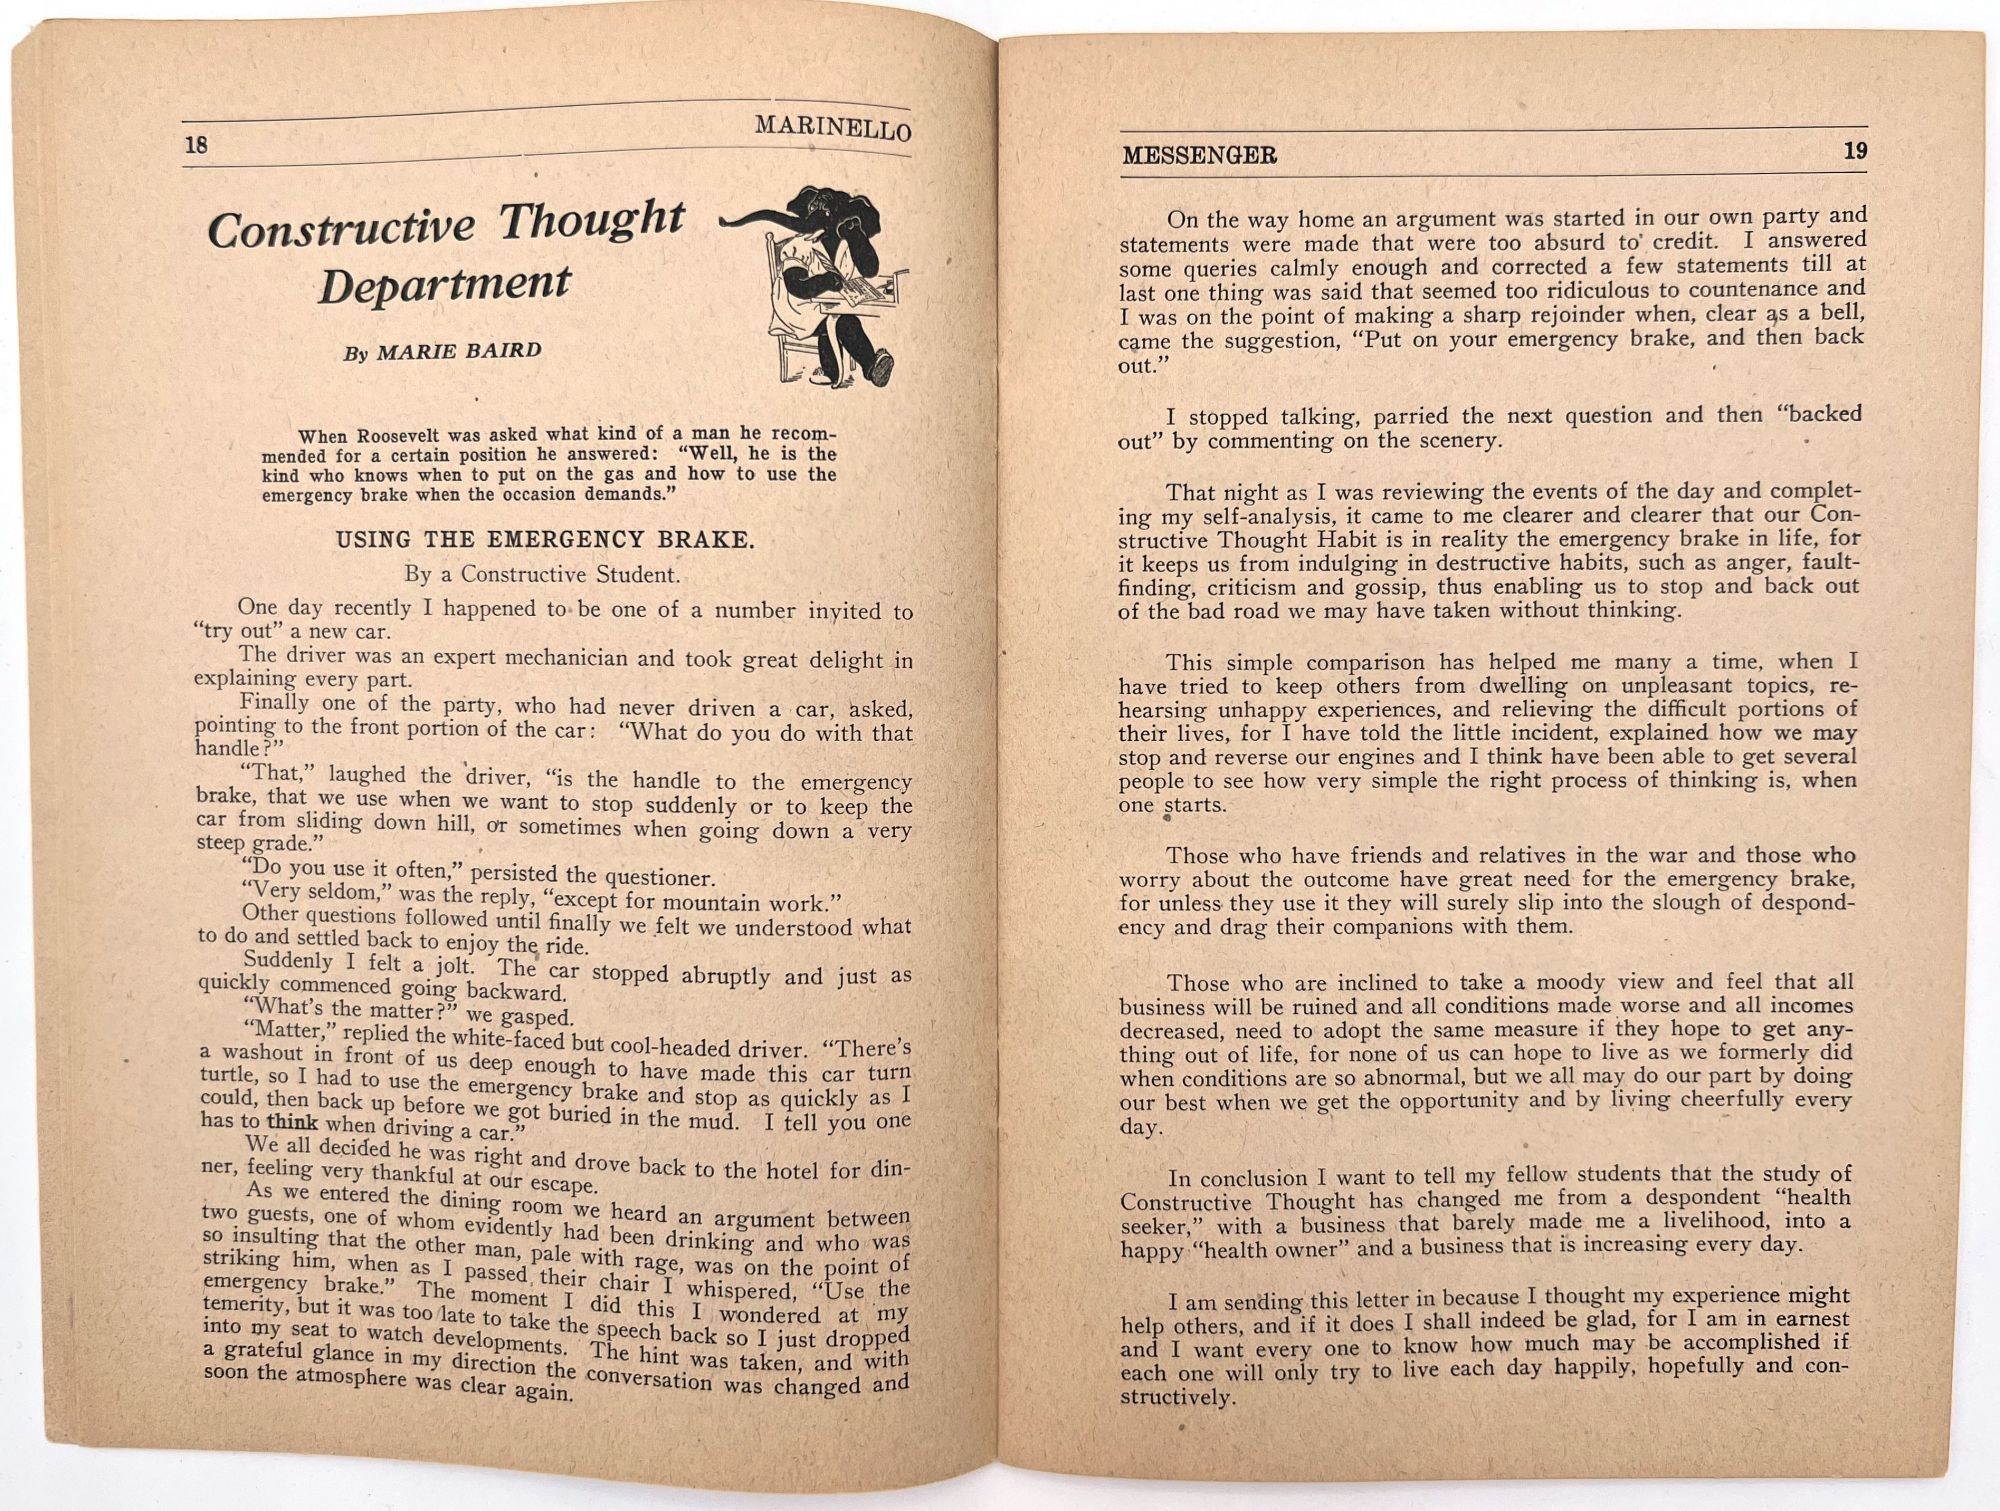 18
MARINELLO
Constructive Thought
Department
By MARIE BAIRD
When Roosevelt was asked what kind of a man he recom-
mended for a certain position he answered: “Well, he is the
kind who knows when to put on the gas and how to use the
emergency brake when the occasion demands.”
USING THE EMERGENCY BRAKE.
By a Constructive Student.
One day recently I happened to be one of a number invited to
“try out” a new car.
The driver was an expert mechanician and took great delight in
explaining every part.
Finally one of the party, who had never driven a car, asked,
pointing to the front portion of the car: “What do you do with that
handle?”
“That,” laughed the driver, “is the handle to the emergency
brake, that we use when we want to stop suddenly or to keep the
car from sliding down hill, or sometimes when going down a very
steep grade.”
“Do you use it often,” persisted the questioner.
“Very seldom,” was the reply, “except for mountain work.”
Other questions followed until finally we felt we understood what
to do and settled back to enjoy the ride.
Suddenly I felt a jolt. The car stopped abruptly and just as
quickly commenced going backward.
“What’s the matter?” we gasped.
“Matter,” replied the white-faced but cool-headed driver. “There’s
a washout in front of us deep enough to have made this car turn
turtle, so I had to use the emergency brake and stop as quickly as I
could, then back up before we got buried in the mud. I tell you one
has to think when driving a car.”
We all decided he was right and drove back to the hotel for din-
ner, feeling very thankful at our escape.
As we entered the dining room we heard an argument between
two guests, one of whom evidently had been drinking and who was
so insulting that the other man, pale with rage, was on the point of
striking him, when as I passed their chair I whispered, “Use the
emergency brake.” The moment I did this I wondered at my
temerity, but it was too late to take the speech back so I just dropped
into my seat to watch developments. The hint was taken, and with
a grateful glance in my direction the conversation was changed and
soon the atmosphere was clear again.
MESSENGER
19
On the way home an argument was started in our own party and
statements were made that were too absurd to credit. I answered
some queries calmly enough and corrected a few statements till at
last one thing was said that seemed too ridiculous to countenance and
I was on the point of making a sharp rejoinder when, clear as a bell,
came the suggestion, “Put on your emergency brake, and then back
out.”
I stopped talking, parried the next question and then “backed
out” by commenting on the scenery.
That night as I was reviewing the events of the day and complet-
ing my self-analysis, it came to me clearer and clearer that our Con-
structive Thought Habit is in reality the emergency brake in life, for
it keeps us from indulging in destructive habits, such as anger, fault-
finding, criticism and gossip, thus enabling us to stop and back out
of the bad road we may have taken without thinking.
This simple comparison has helped me many a time, when I
have tried to keep others from dwelling on unpleasant topics, re-
hearsing unhappy experiences, and relieving the difficult portions of
their lives, for I have told the little incident, explained how we may
stop and reverse our engines and I think have been able to get several
people to see how very simple the right process of thinking is, when
one starts.
Those who have friends and relatives in the war and those who
worry about the outcome have great need for the emergency brake,
for unless they use it they will surely slip into the slough of despond-
ency and drag their companions with them.
Those who are inclined to take a moody view and feel that all
business will be ruined and all conditions made worse and all incomes
decreased, need to adopt the same measure if they hope to get any-
thing out of life, for none of us can hope to live as we formerly did
when conditions are so abnormal, but we all may do our part by doing
our best when we get the opportunity and by living cheerfully every
day.
In conclusion I want to tell my fellow students that the study of
Constructive Thought has changed me from a despondent “health
seeker,” with a business that barely made me a livelihood, into a
happy “health owner” and a business that is increasing every day.
I am sending this letter in because I thought my experience might
help others, and if it does I shall indeed be glad, for I am in earnest
and I want every one to know how much may be accomplished if
each one will only try to live each day happily, hopefully and con-
structively.